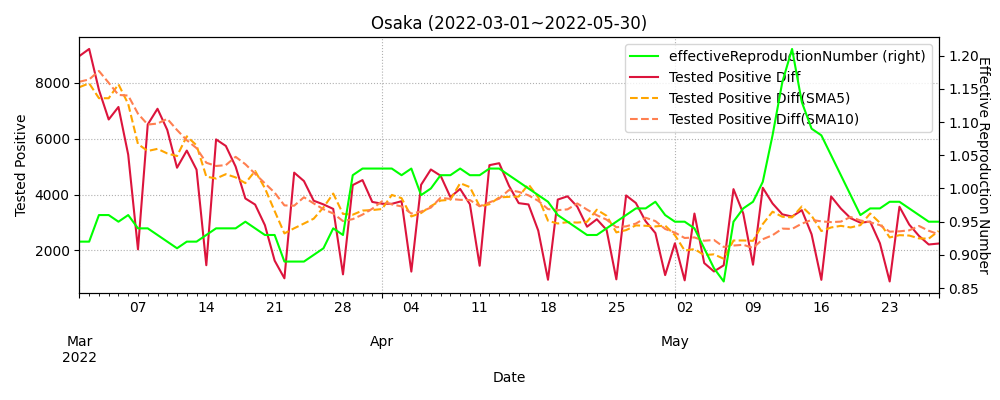 Osaka (2022-03-01~2022-05-30)
effectiveReproductionNumber (right)
Tested Positive Diff
Tested Positive Diff(SMA5)
Tested Positive Diff(SMA10)
Tested Positive
8000
6000
4000
2000
1.20
1.15
1.10
1.05
1.00
0.95
0.90
0.85
Effective Reproduction Number
07 14 21 28 04 11 18 25 02 09 16 23
Mar Apr May
2022
Date